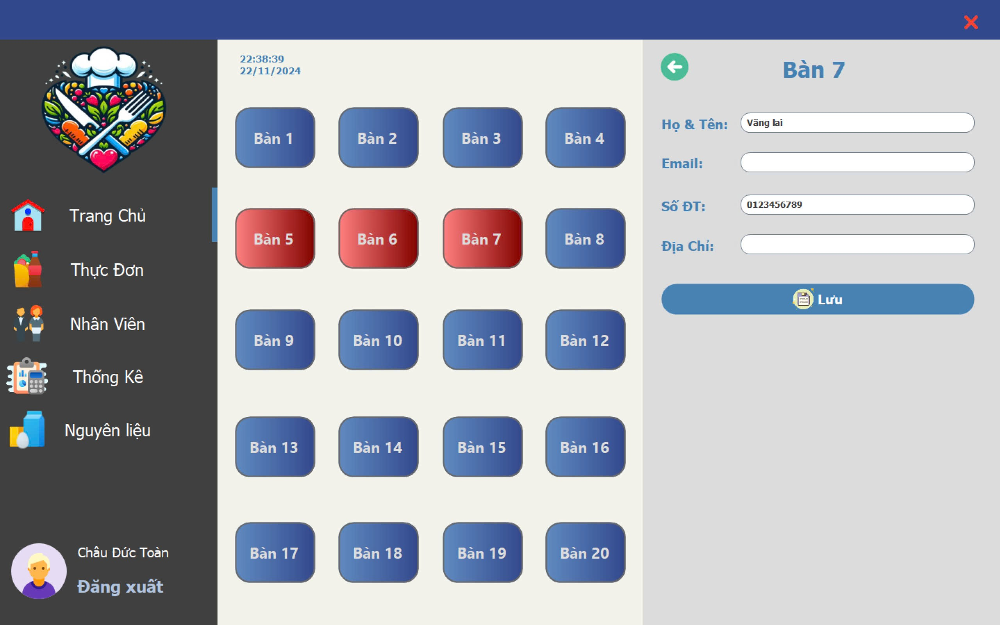 22:38:39
22/11/2024
Trang Chủ
Thực Đơn
Nhân Viên
Thống Kê
Nguyên liệu
Châu Đức Toàn
Đăng xuất
Bàn 1
Bàn 2
Bàn 3
Bàn 4
Bàn 5
Bàn 6
Bàn 7
Bàn 8
Bàn 9
Bàn 10
Bàn 11
Bàn 12
Bàn 13
Bàn 14
Bàn 15
Bàn 16
Bàn 17
Bàn 18
Bàn 19
Bàn 20
Bàn 7
Họ & Tên: Vãng lai
Email:
Số ĐT: 0123456789
Địa Chỉ:
Lưu